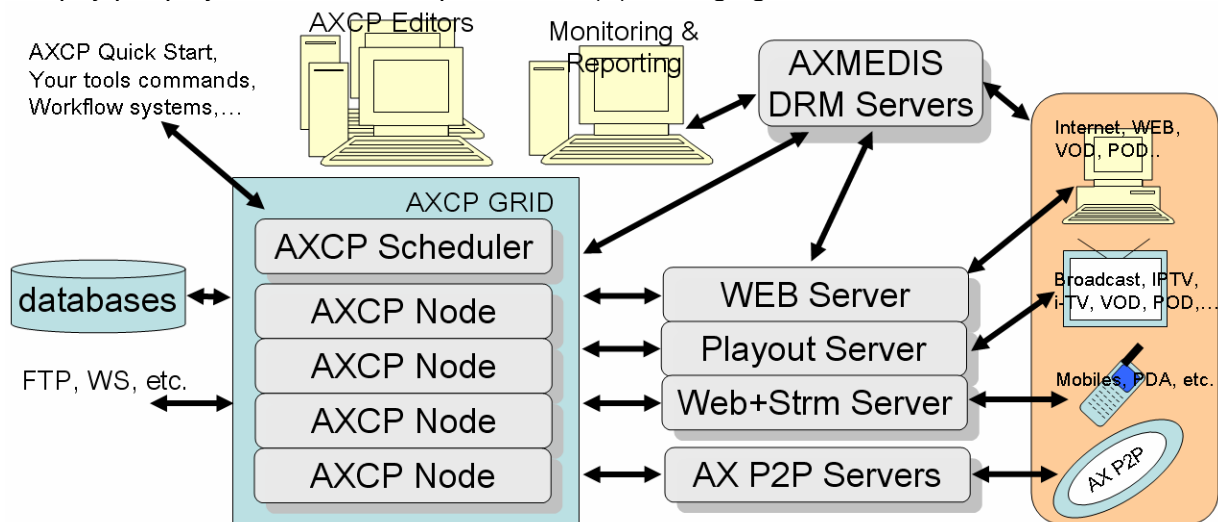 AXCP Quick Start,
Your tools commands,
Workflow systems,...
AXCP Editors
Monitoring &
Reporting
AXMEDIS
DRM Servers
Internet, WEB,
VOD, POD..
AXCP GRID
AXCP Scheduler
databases
AXCP Node
WEB Server
Broadcast, IPTV,
i-TV, VOD, POD,...
AXCP Node
Playout Server
FTP, WS, etc.
AXCP Node
Web+Strm Server
Mobiles, PDA, etc.
AXCP Node
AX P2P Servers
AX P2P